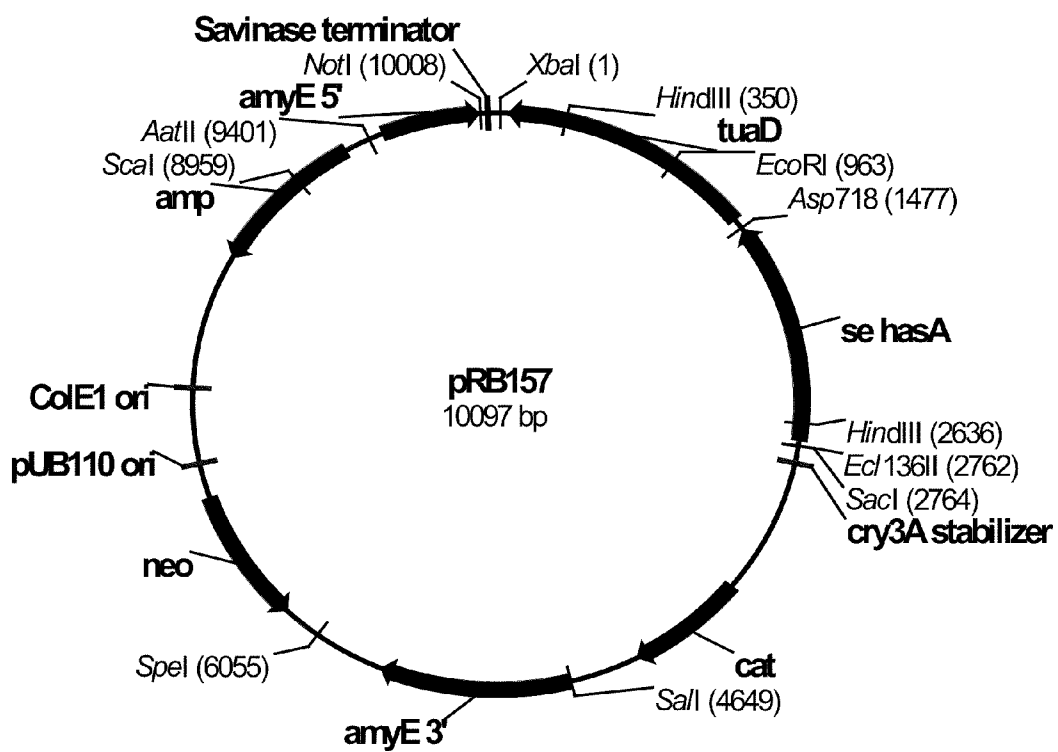 Savinase terminator
NotI (10008)
XbaI (1)
amyE 5'
HindIII (350)
AatII (9401)
tuaD
ScaI (8959)
EcoRI (963)
amp
Asp718 (1477)
se hasA
pRB157
ColE1 ori
10097 bp
HindIII (2636)
pUB110 ori
Ecl136II (2762)
SacI (2764)
cry3A stabilizer
neo
SpeI (6055)
cat
SalI (4649)
amyE 3'